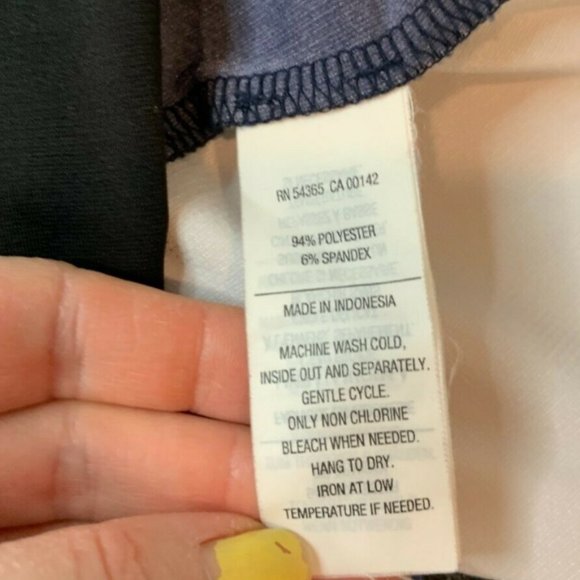 RN 54365 CA 00142
94% POLYESTER
6% SPANDEX
MADE IN INDONESIA
MACHINE WASH COLD,
INSIDE OUT AND SEPARATELY.
GENTLE CYCLE.
ONLY NON CHLORINE
BLEACH WHEN NEEDED.
HANG TO DRY.
IRON AT LOW
TEMPERATURE IF NEEDED.